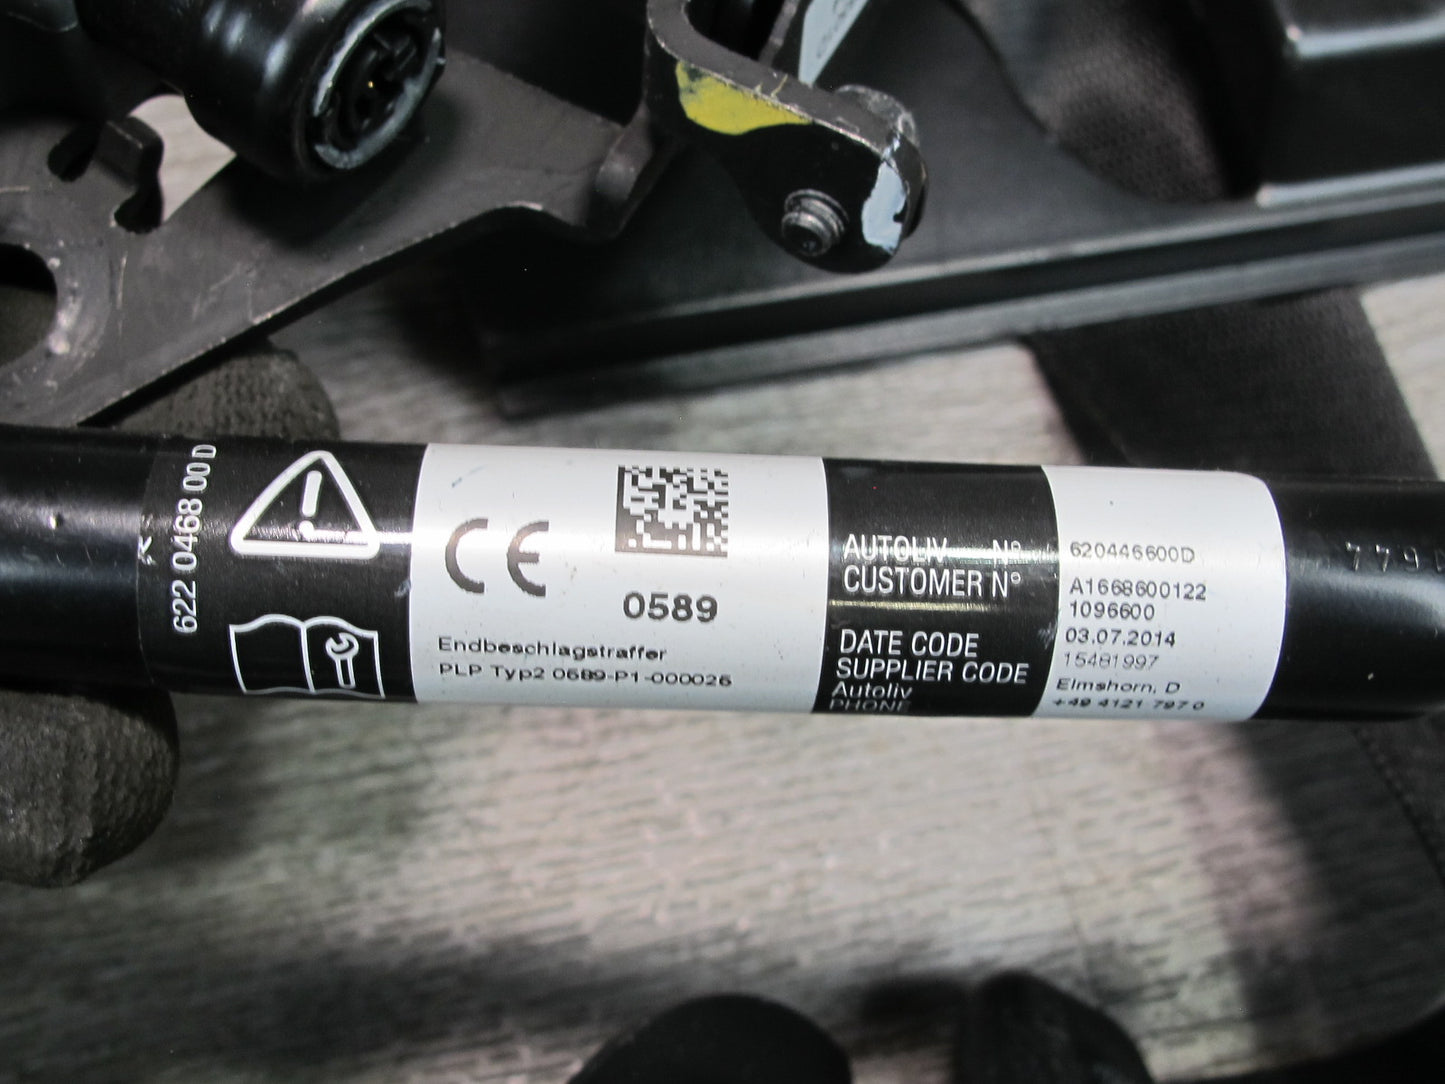 622 0468 00 D
CE
0589
Endbeschlagstraffer
PLP Typ2 0589-P1-000026
AUTOLIV N° 620446600D
CUSTOMER N° A1668600122
1096600
DATE CODE 03.07.2014
SUPPLIER CODE 15481997
Autoliv Elmshorn, D
PHONE +49 4121 797 0